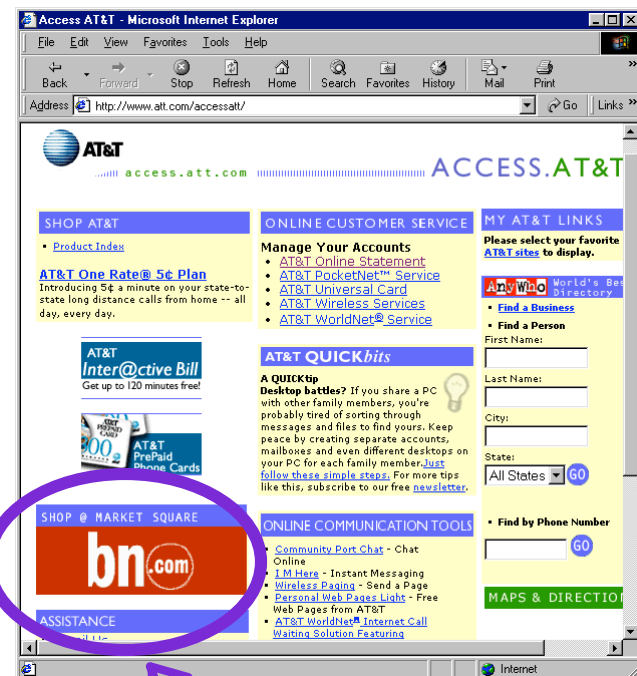 Access AT&T - Microsoft Internet Explorer
File Edit View Favorites Tools Help
Back Forward Stop Refresh Home Search Favorites History Mail Print
Address http://www.att.com/accessatt/ Go Links
AT&T
access.att.com
ACCESS.AT&T
SHOP AT&T
Product Index
AT&T One Rate® 5¢ Plan
Introducing 5¢ a minute on your state-to-
state long distance calls from home -- all
day, every day.
AT&T
Inter@ctive Bill
Get up to 120 minutes free!
AT&T
PREPAID
CARD
AT&T
PrePaid
Phone Cards
SHOP @ MARKET SQUARE
bn.com
ASSISTANCE
ONLINE CUSTOMER SERVICE
Manage Your Accounts
AT&T Online Statement
AT&T PocketNet™ Service
AT&T Universal Card
AT&T Wireless Services
AT&T WorldNet® Service
AT&T QUICKbits
A QUICKtip
Desktop battles? If you share a PC
with other family members, you're
probably tired of sorting through
messages and files to find yours. Keep
peace by creating separate accounts,
mailboxes and even different desktops on
your PC for each family member. Just
follow these simple steps. For more tips
like this, subscribe to our free newsletter.
ONLINE COMMUNICATION TOOLS
Community Port Chat - Chat
Online
I M Here - Instant Messaging
Wireless Paging - Send a Page
Personal Web Pages Light - Free
Web Pages from AT&T
AT&T WorldNet® Internet Call
Waiting Solution Featuring
MY AT&T LINKS
Please select your favorite
AT&T sites to display.
AnyWho World's Bes
Directory
Find a Business
Find a Person
First Name:
Last Name:
City:
State:
All States GO
Find by Phone Number
GO
MAPS & DIRECTIO
Internet